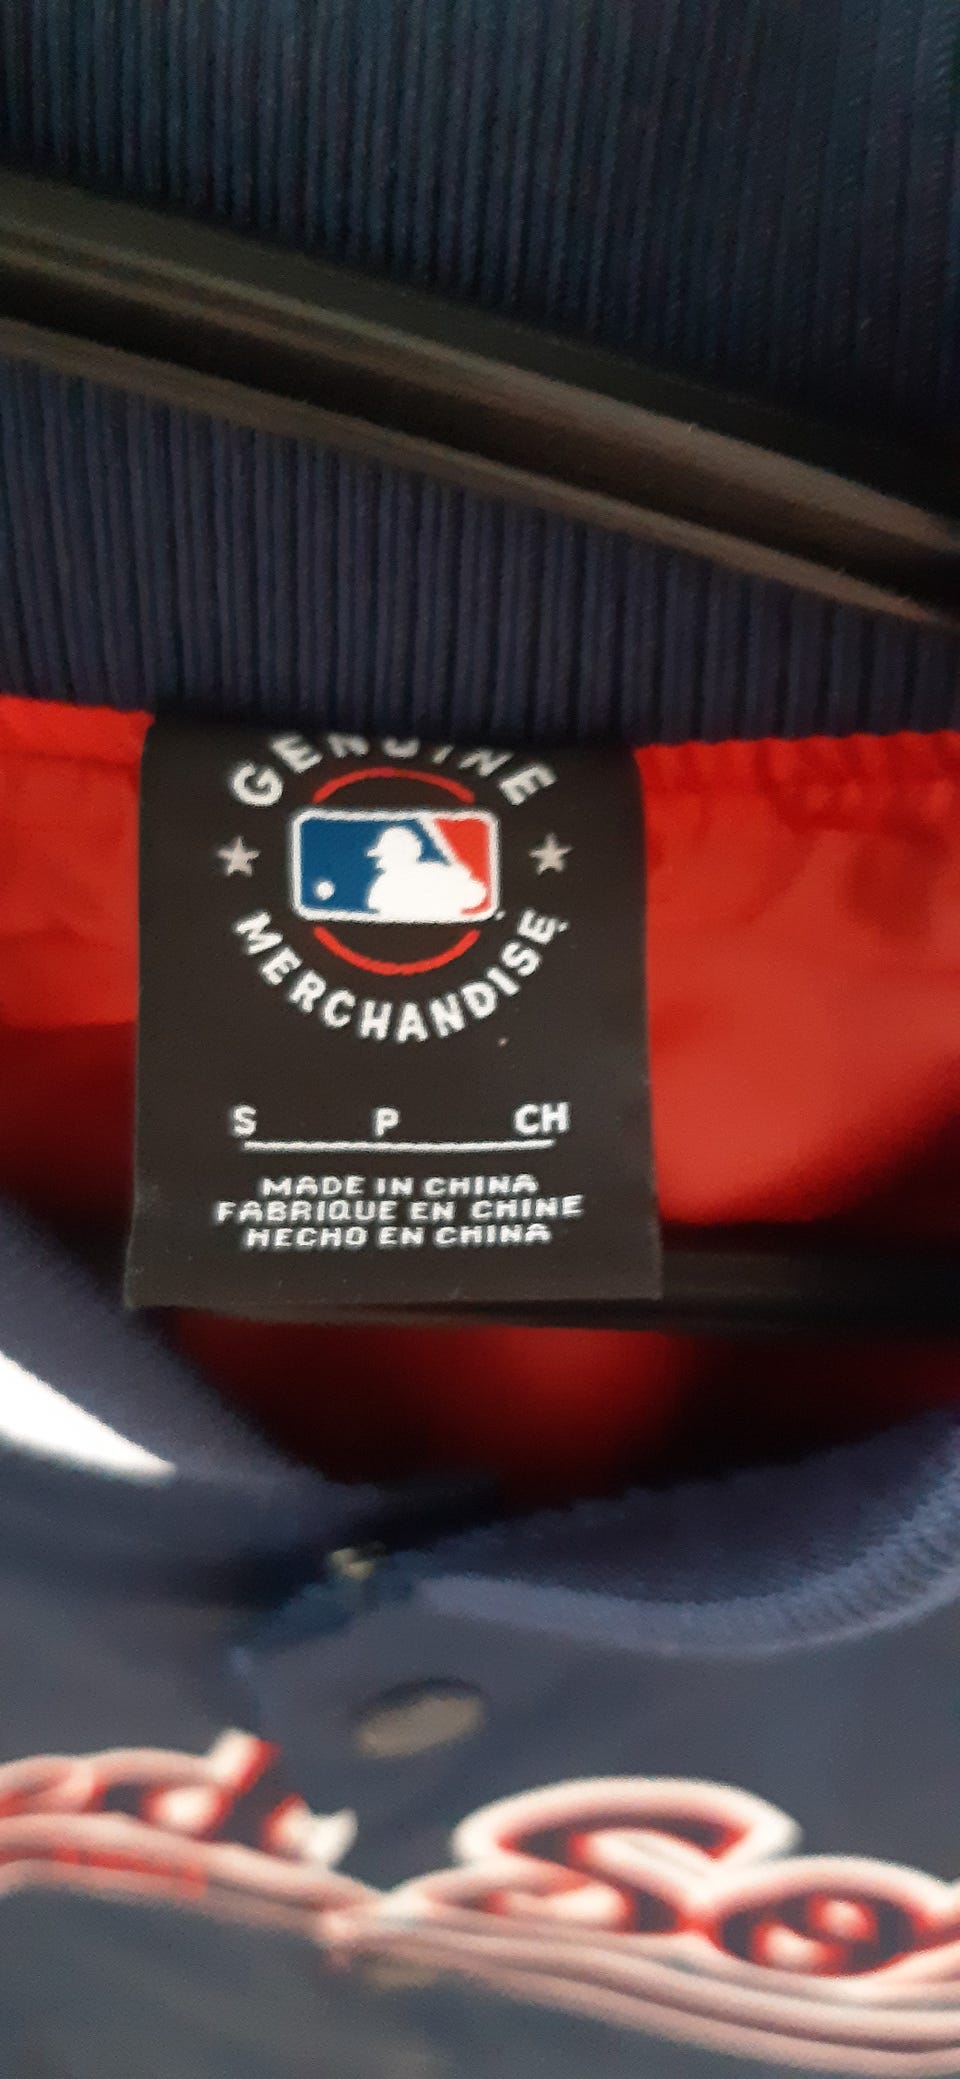 GENUINE
MERCHANDISE
S P CH
MADE IN CHINA
FABRIQUE EN CHINE
HECHO EN CHINA